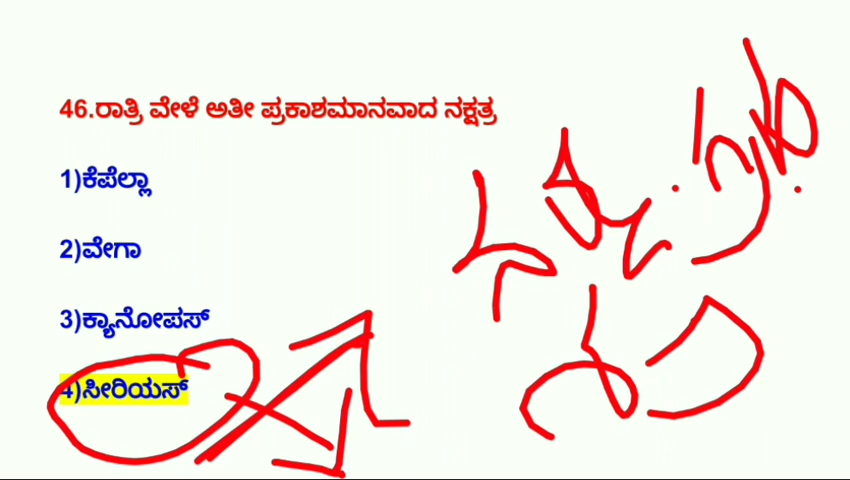 46.ರಾತ್ರಿ ವೇಳೆ ಅತೀ ಪ್ರಕಾಶಮಾನವಾದ ನಕ್ಷತ್ರ
1)ಕೆಪೆಲ್ಲಾ
2)ವೇಗಾ
3)ಕ್ಯಾನೋಪಸ್
4)ಸೀರಿಯಸ್